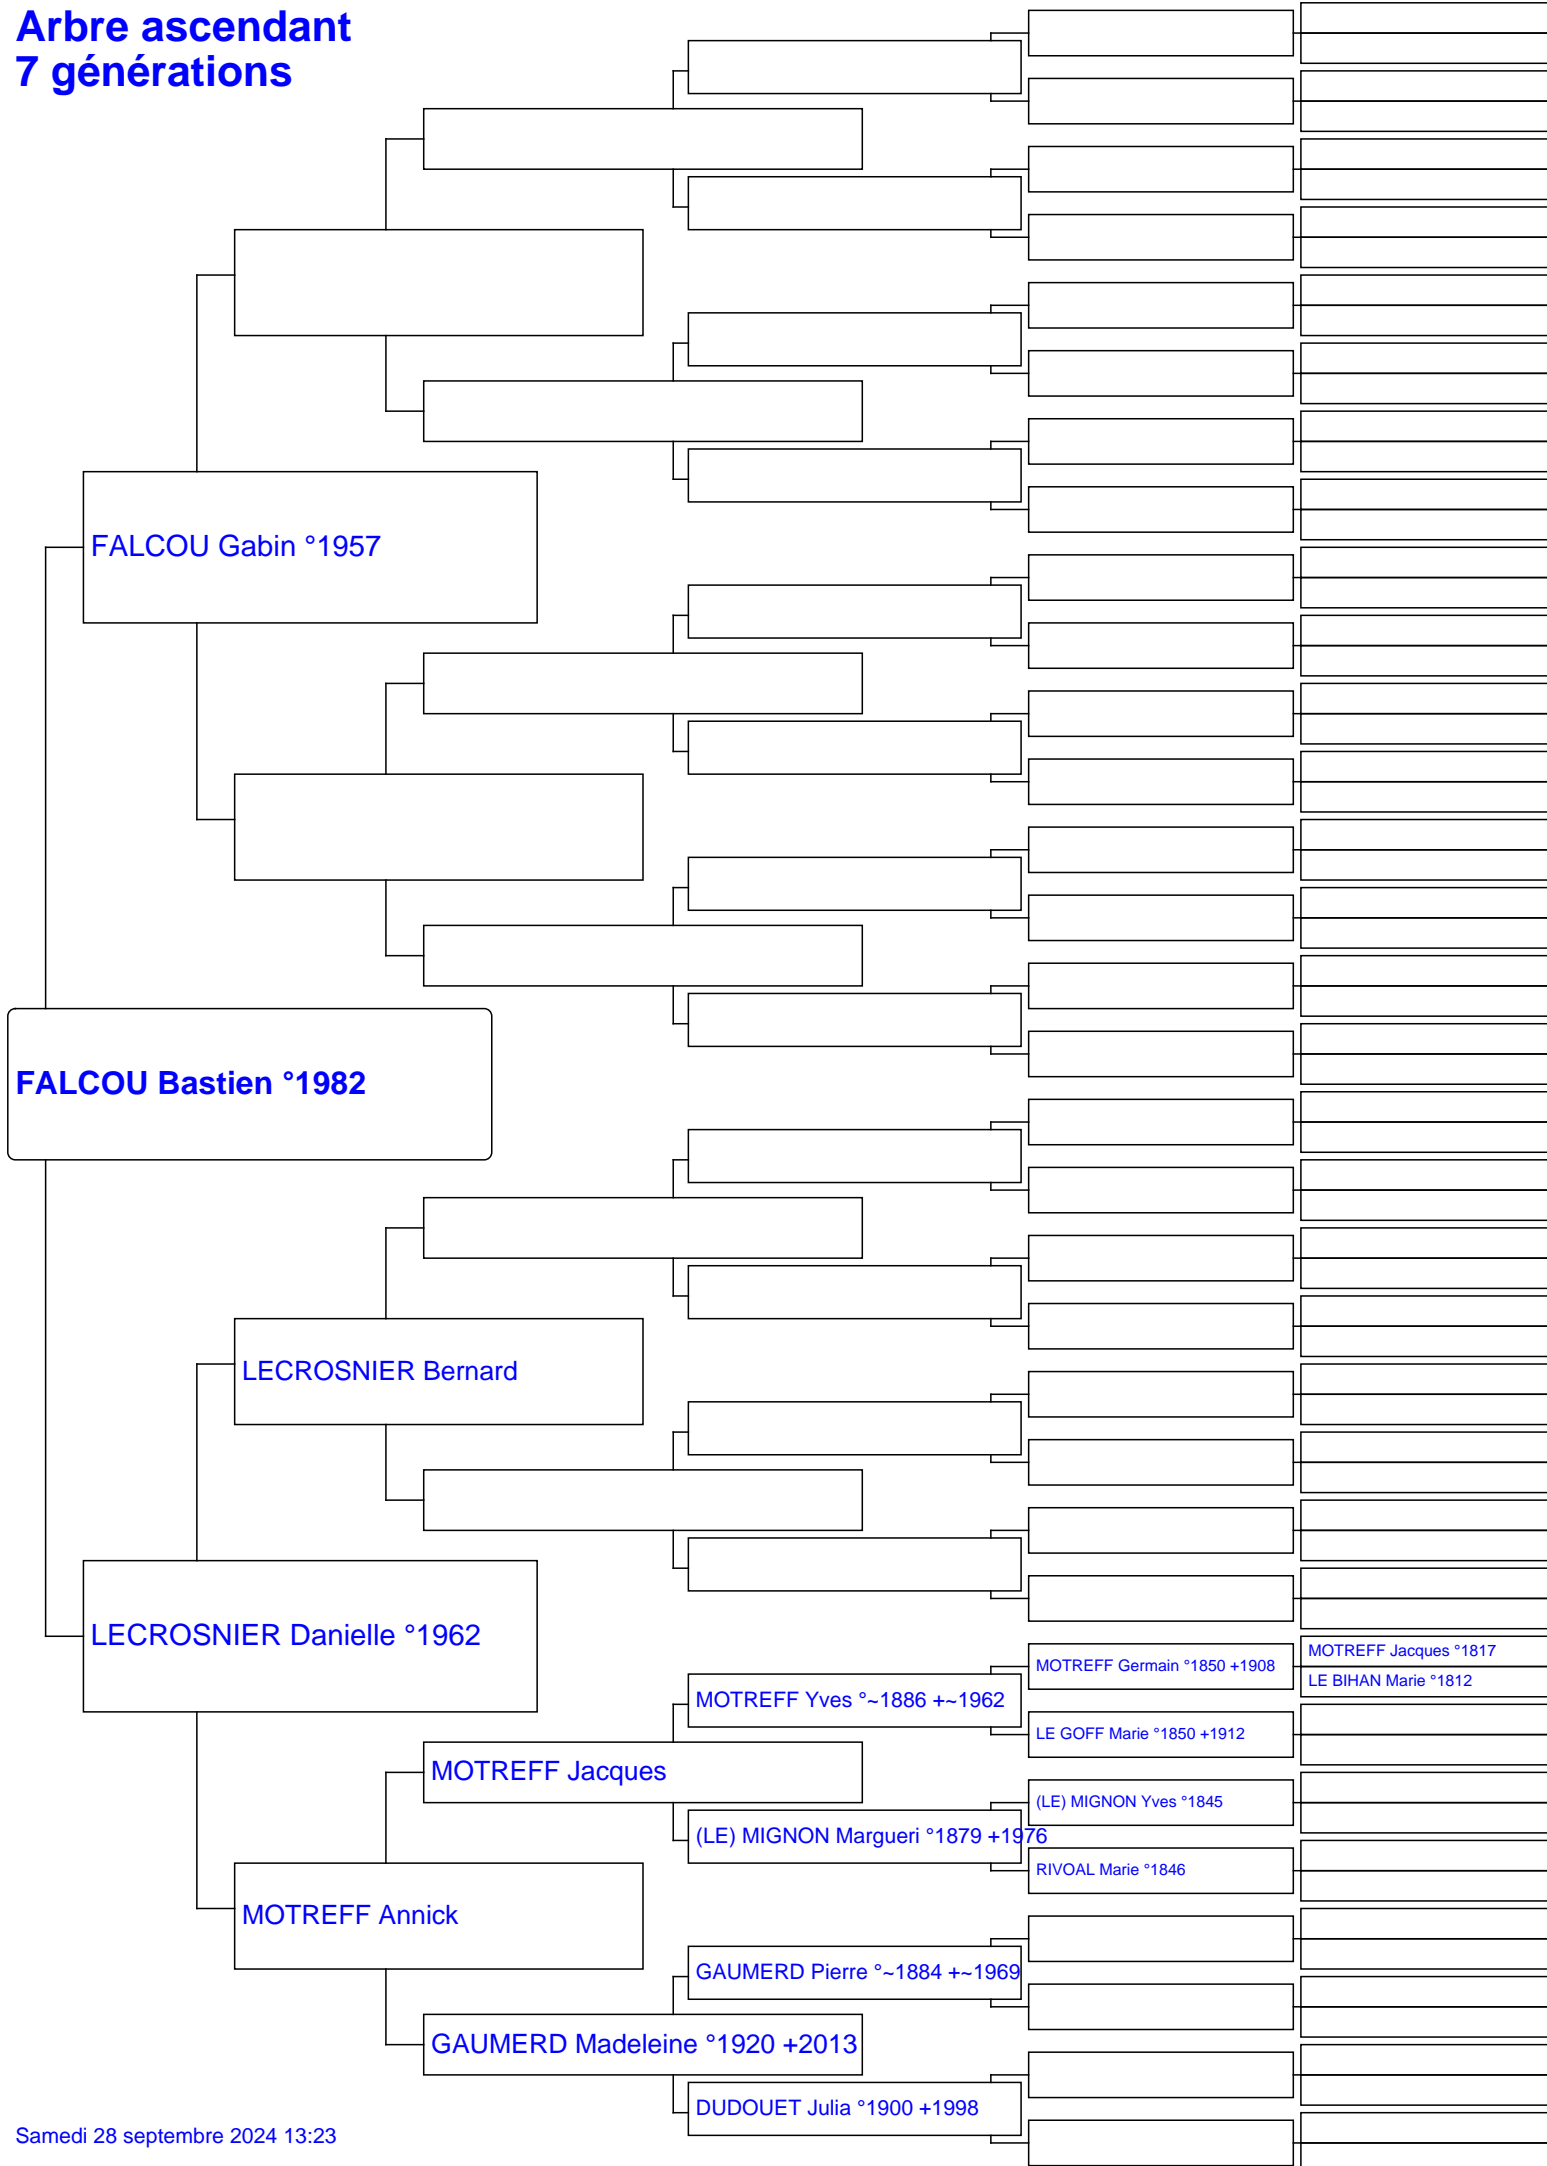 Arbre ascendant
7 générations
FALCOU Gabin °1957
FALCOU Bastien °1982
LECROSNIER Bernard
LECROSNIER Danielle °1962
MOTREFF Germain °1850 +1908
MOTREFF Jacques °1817
LE BIHAN Marie °1812
MOTREFF Yves °~1886 +~1962
LE GOFF Marie °1850 +1912
MOTREFF Jacques
(LE) MIGNON Yves °1845
(LE) MIGNON Margueri °1879 +1976
RIVOAL Marie °1846
MOTREFF Annick
GAUMERD Pierre °~1884 +~1969
GAUMERD Madeleine °1920 +2013
DUDOUET Julia °1900 +1998
Samedi 28 septembre 2024 13:23